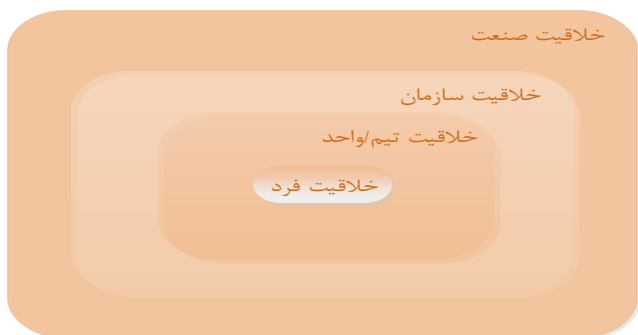 خلاقیت صنعت
خلاقیت سازمان
خلاقیت تیم/واحد
خلاقیت فرد